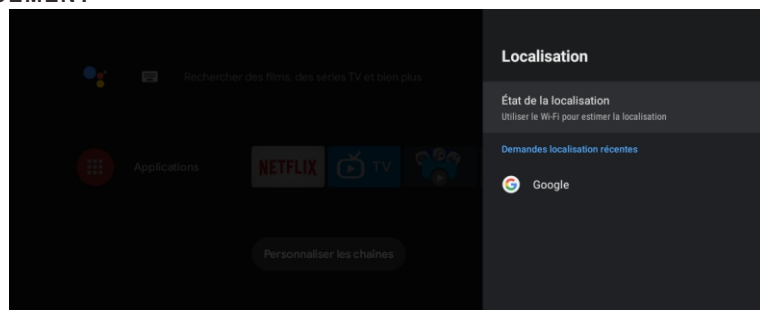 Rechercher des films, des séries TV et bien plus
Applications
NETFLIX
TV
Personnaliser les chaînes
Localisation
État de la localisation
Utiliser le Wi-Fi pour estimer la localisation
Demandes localisation récentes
Google